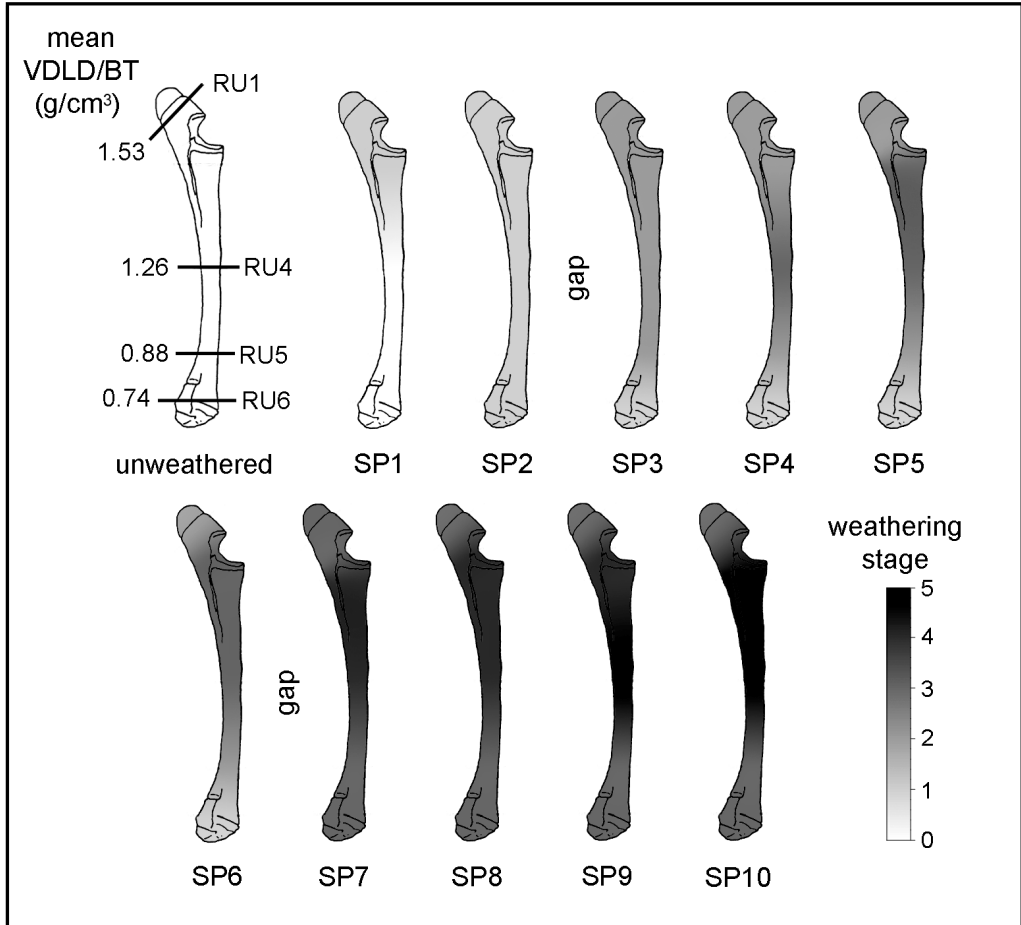 mean
VDLD/BT
(g/cm³)
RU1
1.53
1.26
RU4
0.88
RU5
0.74
RU6
gap
unweathered
SP1
SP2
SP3
SP4
SP5
gap
weathering
stage
5
4
3
2
1
0
SP6
SP7
SP8
SP9
SP10